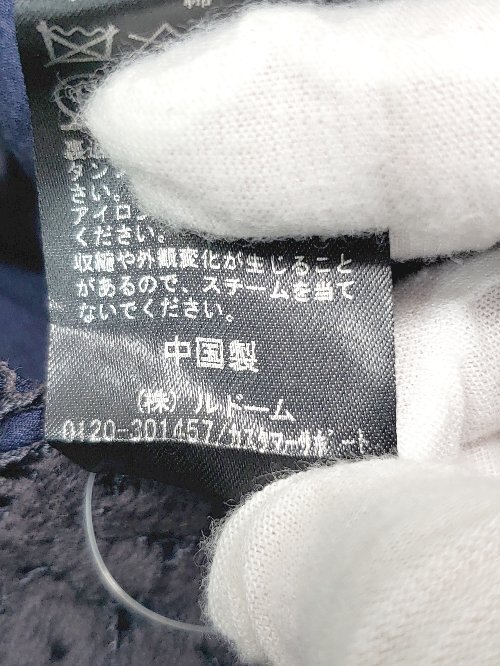 タン
さい。
アイロン
ください。
収縮や外観変化が生じること
があるので、スチームを当て
ないでください。
中国製
(株) ルドーム
0120-301457/カスタマーサポート